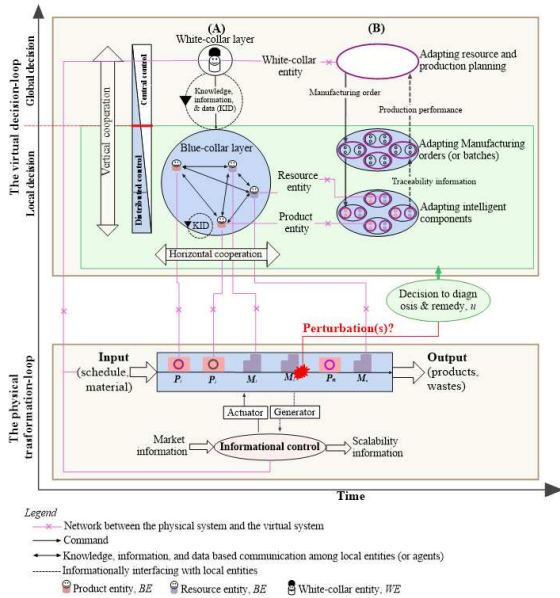 (A)
(B)
White-collar layer
White-collar
entity
Adapting resource and
production planning
Knowledge,
information,
& data (KID)
Manufacturing order
Production performance
Blue-collar layer
Adapting Manufacturing
orders (or batches)
Resource
entity
Traceability information
Product
entity
Adapting intelligent
components
KID
Horizontal cooperation
The virtual decision-loop
Global decision
Local decision
Vertical cooperation
Central control
Distributed control
Decision to diagn
osis & remedy, u
Perturbation(s)?
The physical
trasformation-loop
Input
(schedule,
material)
Output
(products,
wastes)
Actuator
Generator
Market
information
Informational control
Scalability
information
Time
Legend
Network between the physical system and the virtual system
Command
Knowledge, information, and data based communication among local entities (or agents)
Informationally interfacing with local entities
Product entity, BE
Resource entity, BE
White-collar entity, WE